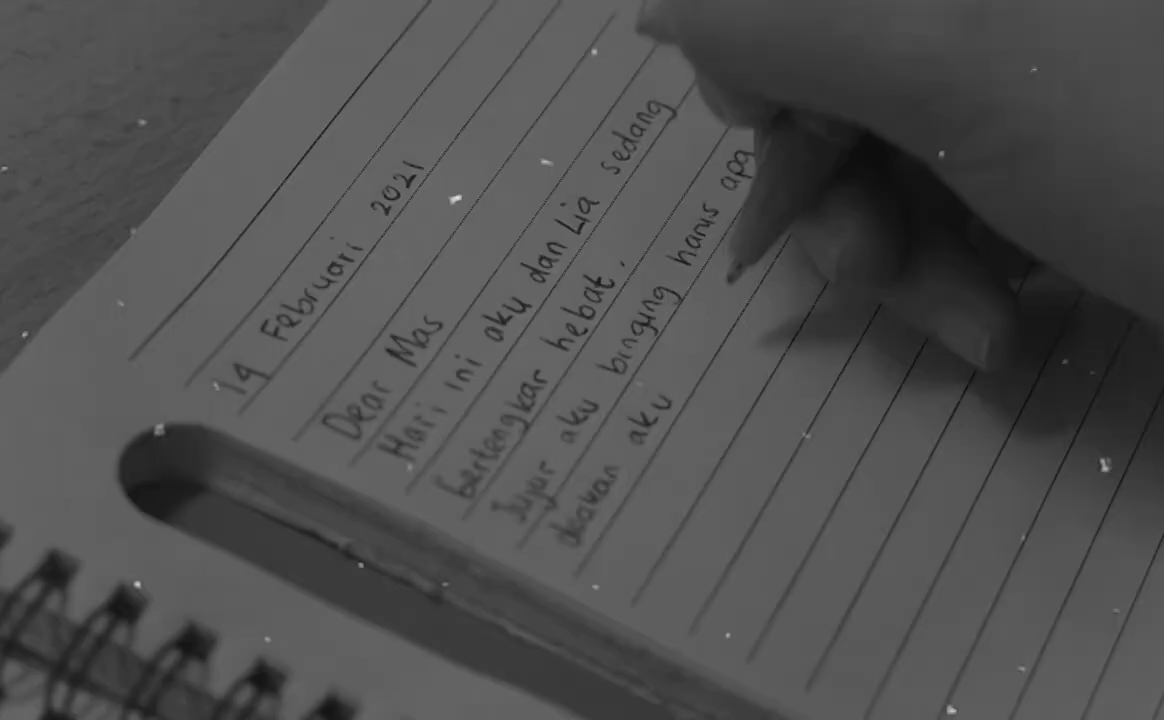 14 Februari 2021
Dear Mas
Hari ini aku dan Lia sedang
bertengkar hebat.
Jujur aku bingung harus apa
doakan aku